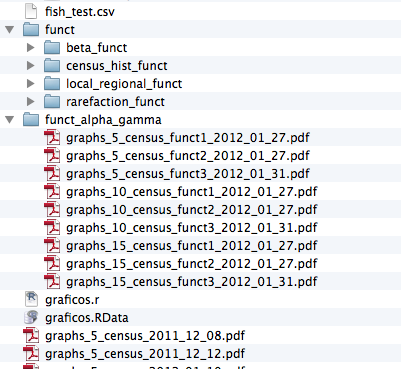 fish_test.csv
funct
beta_funct
census_hist_funct
local_regional_funct
rarefaction_funct
funct_alpha_gamma
graphs_5_census_funct1_2012_01_27.pdf
graphs_5_census_funct2_2012_01_27.pdf
graphs_5_census_funct3_2012_01_31.pdf
graphs_10_census_funct1_2012_01_27.pdf
graphs_10_census_funct2_2012_01_27.pdf
graphs_10_census_funct3_2012_01_31.pdf
graphs_15_census_funct1_2012_01_27.pdf
graphs_15_census_funct2_2012_01_27.pdf
graphs_15_census_funct3_2012_01_31.pdf
graficos.r
graficos.RData
graphs_5_census_2011_12_08.pdf
graphs_5_census_2011_12_12.pdf